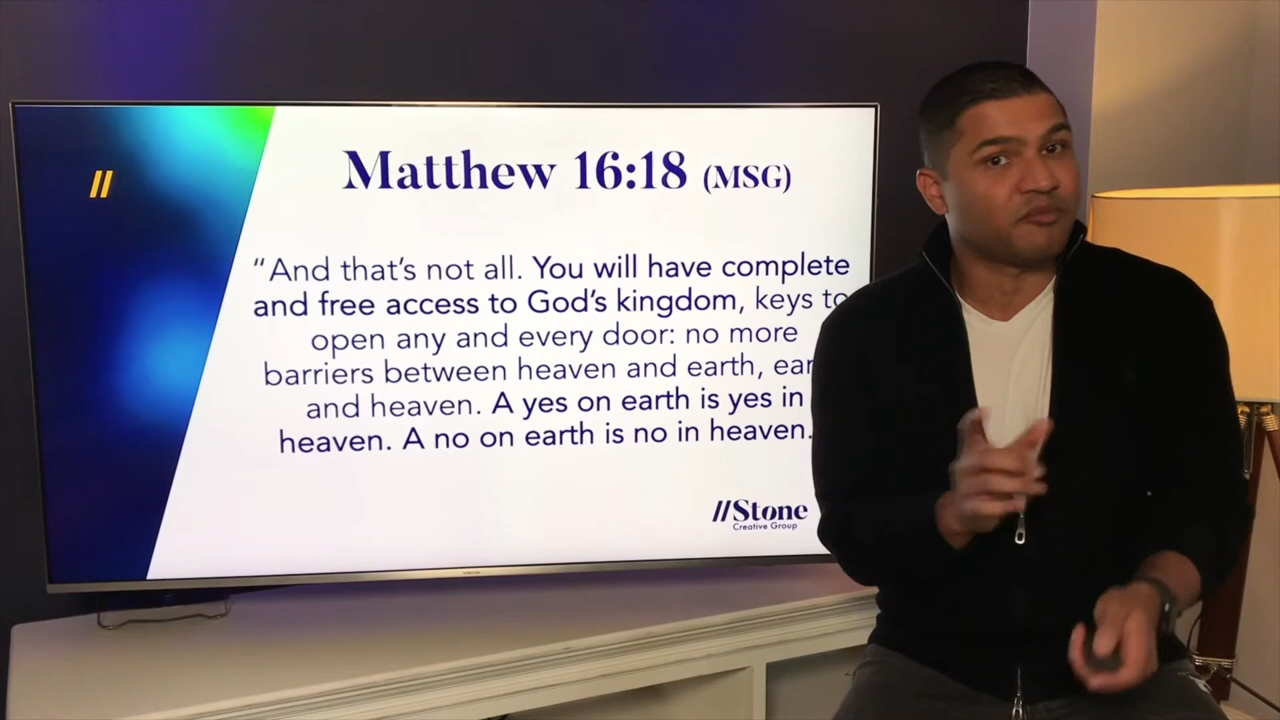 //
Matthew 16:18 (MSG)
“And that’s not all. You will have complete
and free access to God’s kingdom, keys to
open any and every door: no more
barriers between heaven and earth,
and heaven. A yes on earth is yes in
heaven. A no on earth is no in heaven.
//Stone
Creative Group